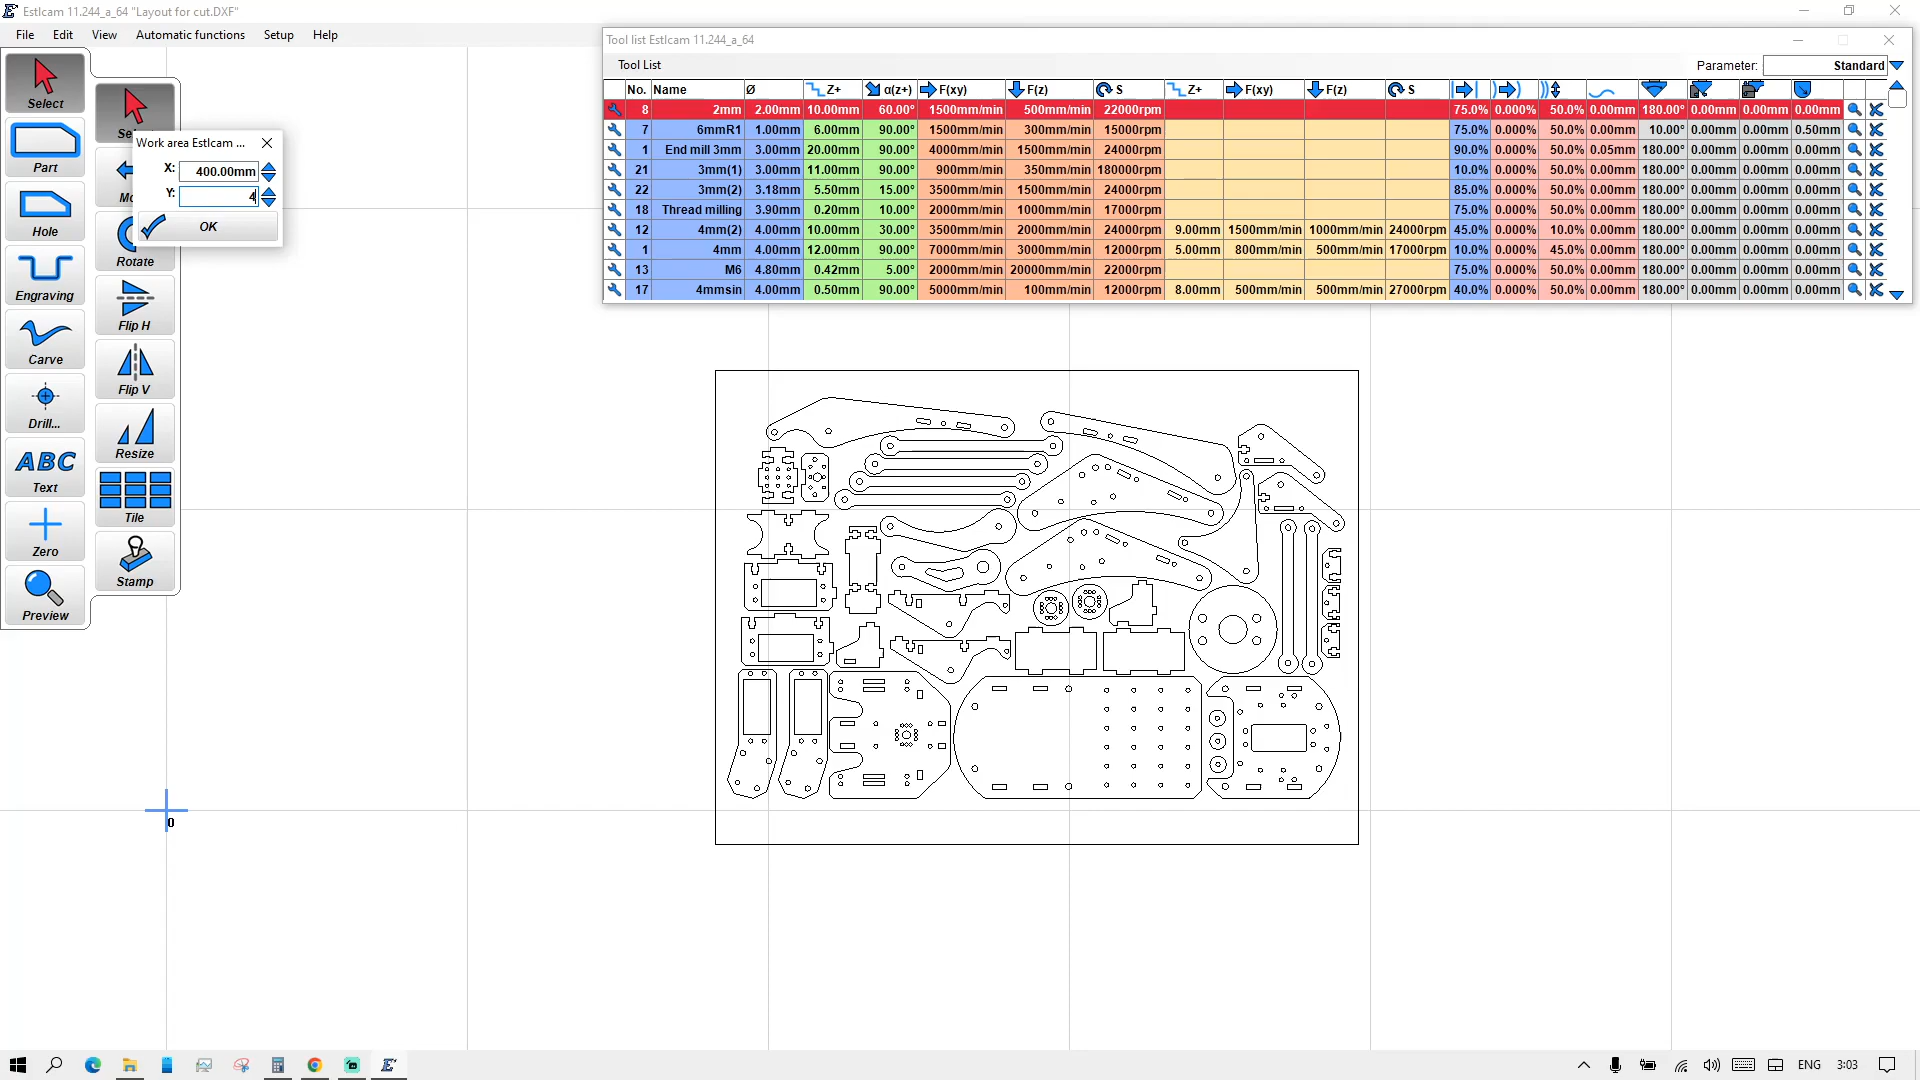 Estlcam 11.244_a_64 "Layout for cut.DXF"
File Edit View Automatic functions Setup Help
Select
Part
Hole
Engraving
Carve
Drill...
ABC
Text
Zero
Preview
Mo
Rotate
Flip H
Flip V
Resize
Tile
Stamp
Work area Estlcam ...
X: 400.00mm
Y: 4
OK
Tool list Estlcam 11.244_a_64
Tool List Parameter: Standard
No. Name Ø Z+ α(z+) F(xy) F(z) S Z+ F(xy) F(z) S
8 2mm 2.00mm 10.00mm 60.00° 1500mm/min 500mm/min 22000rpm 75.0% 0.000% 50.0% 0.00mm 180.00° 0.00mm 0.00mm 0.00mm
7 6mmR1 1.00mm 6.00mm 90.00° 1500mm/min 300mm/min 15000rpm 75.0% 0.000% 50.0% 0.00mm 10.00° 0.00mm 0.00mm 0.50mm
1 End mill 3mm 3.00mm 20.00mm 90.00° 4000mm/min 1500mm/min 24000rpm 90.0% 0.000% 50.0% 0.05mm 180.00° 0.00mm 0.00mm 0.00mm
21 3mm(1) 3.00mm 11.00mm 90.00° 900mm/min 350mm/min 180000rpm 10.0% 0.000% 50.0% 0.00mm 180.00° 0.00mm 0.00mm 0.00mm
22 3mm(2) 3.18mm 5.50mm 15.00° 3500mm/min 1500mm/min 24000rpm 85.0% 0.000% 50.0% 0.00mm 180.00° 0.00mm 0.00mm 0.00mm
18 Thread milling 3.90mm 0.20mm 10.00° 2000mm/min 1000mm/min 17000rpm 75.0% 0.000% 50.0% 0.00mm 180.00° 0.00mm 0.00mm 0.00mm
12 4mm(2) 4.00mm 10.00mm 30.00° 3500mm/min 2000mm/min 24000rpm 9.00mm 1500mm/min 1000mm/min 24000rpm 45.0% 0.000% 10.0% 0.00mm 180.00° 0.00mm 0.00mm 0.00mm
1 4mm 4.00mm 12.00mm 90.00° 7000mm/min 3000mm/min 12000rpm 5.00mm 800mm/min 500mm/min 17000rpm 10.0% 0.000% 45.0% 0.00mm 180.00° 0.00mm 0.00mm 0.00mm
13 M6 4.80mm 0.42mm 5.00° 2000mm/min 20000mm/min 22000rpm 75.0% 0.000% 50.0% 0.00mm 180.00° 0.00mm 0.00mm 0.00mm
17 4mmsin 4.00mm 0.50mm 90.00° 5000mm/min 100mm/min 12000rpm 8.00mm 500mm/min 500mm/min 27000rpm 40.0% 0.000% 50.0% 0.00mm 180.00° 0.00mm 0.00mm 0.00mm
0
ENG 3:03